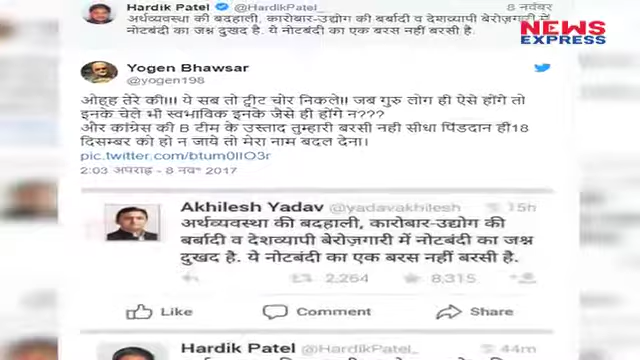 Hardik Patel @HardikPatel_ 8 नवंबर
अर्थव्यवस्था की बदहाली, कारोबार-उद्योग की बर्बादी व देशव्यापी बेरोज़गारी में
नोटबंदी का जश्न दुखद है. ये नोटबंदी का एक बरस नहीं बरसी है.
NEWS
EXPRESS
Yogen Bhawsar
@yogen198
ओहूह तेरे की!!! ये सब तो ट्वीट चोर निकले!! जब गुरु लोग ही ऐसे होंगे तो
इनके चेले भी स्वभाविक इनके जैसे ही होंगे न???
और कांग्रेस की B टीम के उस्ताद तुम्हारी बरसी नही सीधा पिंडदान ही18
दिसम्बर को हो न जाये तो मेरा नाम बदल देना।
pic.twitter.com/btum0IIO3r
2:03 अपराह्न - 8 नव॰ 2017
Akhilesh Yadav @yadavakhilesh 15h
अर्थव्यवस्था की बदहाली, कारोबार-उद्योग की
बर्बादी व देशव्यापी बेरोज़गारी में नोटबंदी का जश्न
दुखद है. ये नोटबंदी का एक बरस नहीं बरसी है.
2,264 8,315
Like Comment Share
Hardik Patel @HardikPatel_ 44m